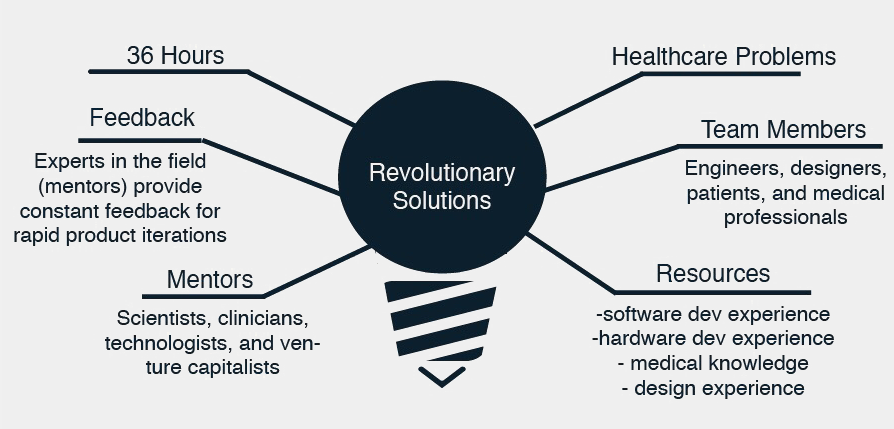 36 Hours
Feedback
Experts in the field
(mentors) provide
constant feedback for
rapid product iterations
Mentors
Scientists, clinicians,
technologists, and ven-
ture capitalists
Revolutionary
Solutions
Healthcare Problems
Team Members
Engineers, designers,
patients, and medical
professionals
Resources
-software dev experience
-hardware dev experience
- medical knowledge
- design experience